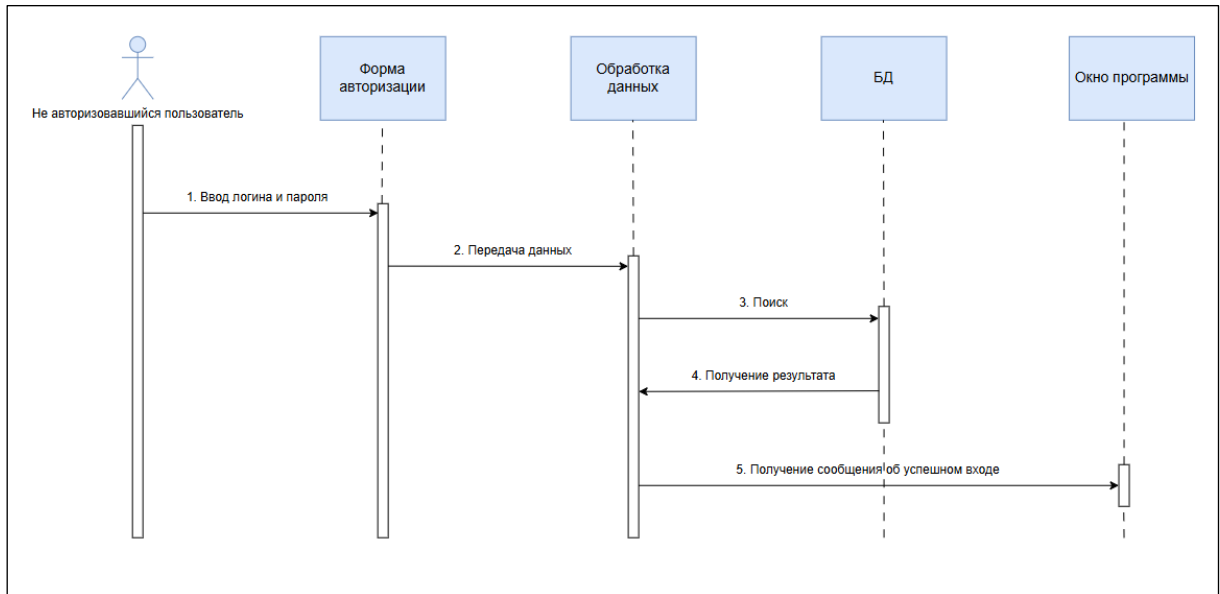 Форма
авторизации
Обработка
данных
БД
Окно программы
Не авторизовавшийся пользователь
1. Ввод логина и пароля
2. Передача данных
3. Поиск
4. Получение результата
5. Получение сообщения об успешном входе